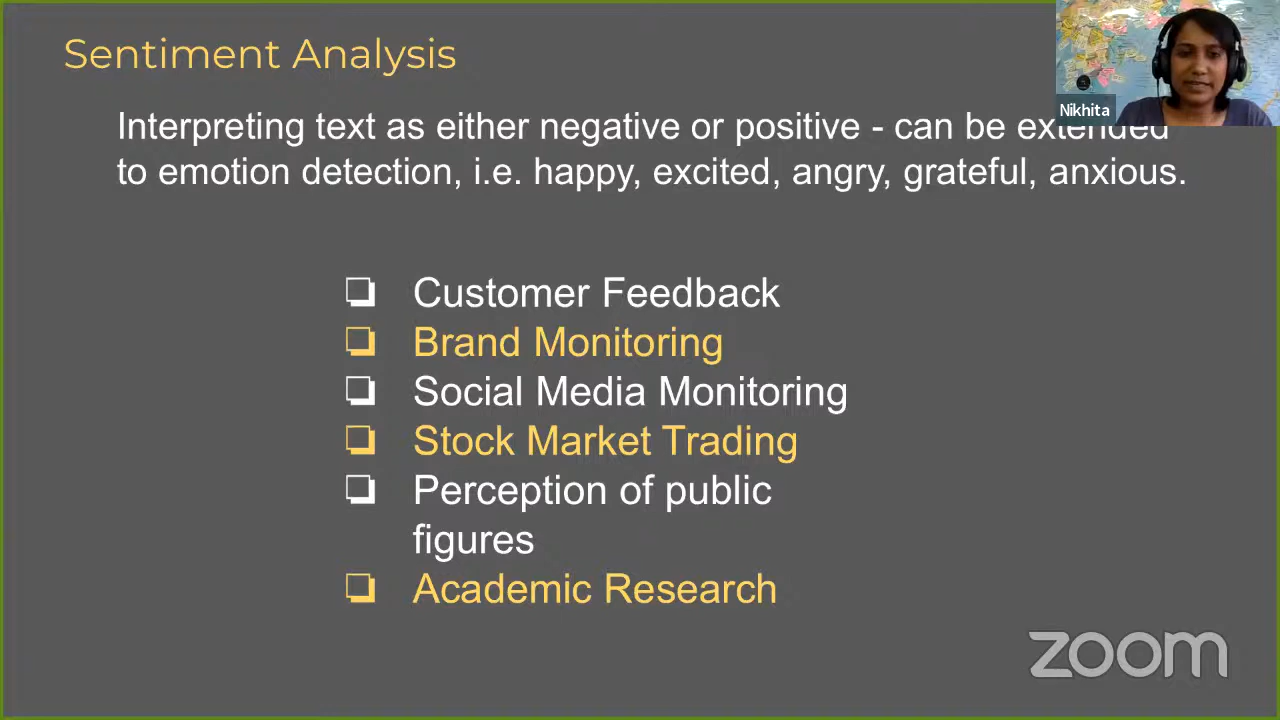 Sentiment Analysis
Nikhita
Interpreting text as either negative or positive - can be extended
to emotion detection, i.e. happy, excited, angry, grateful, anxious.
Customer Feedback
Brand Monitoring
Social Media Monitoring
Stock Market Trading
Perception of public
figures
Academic Research
zoom